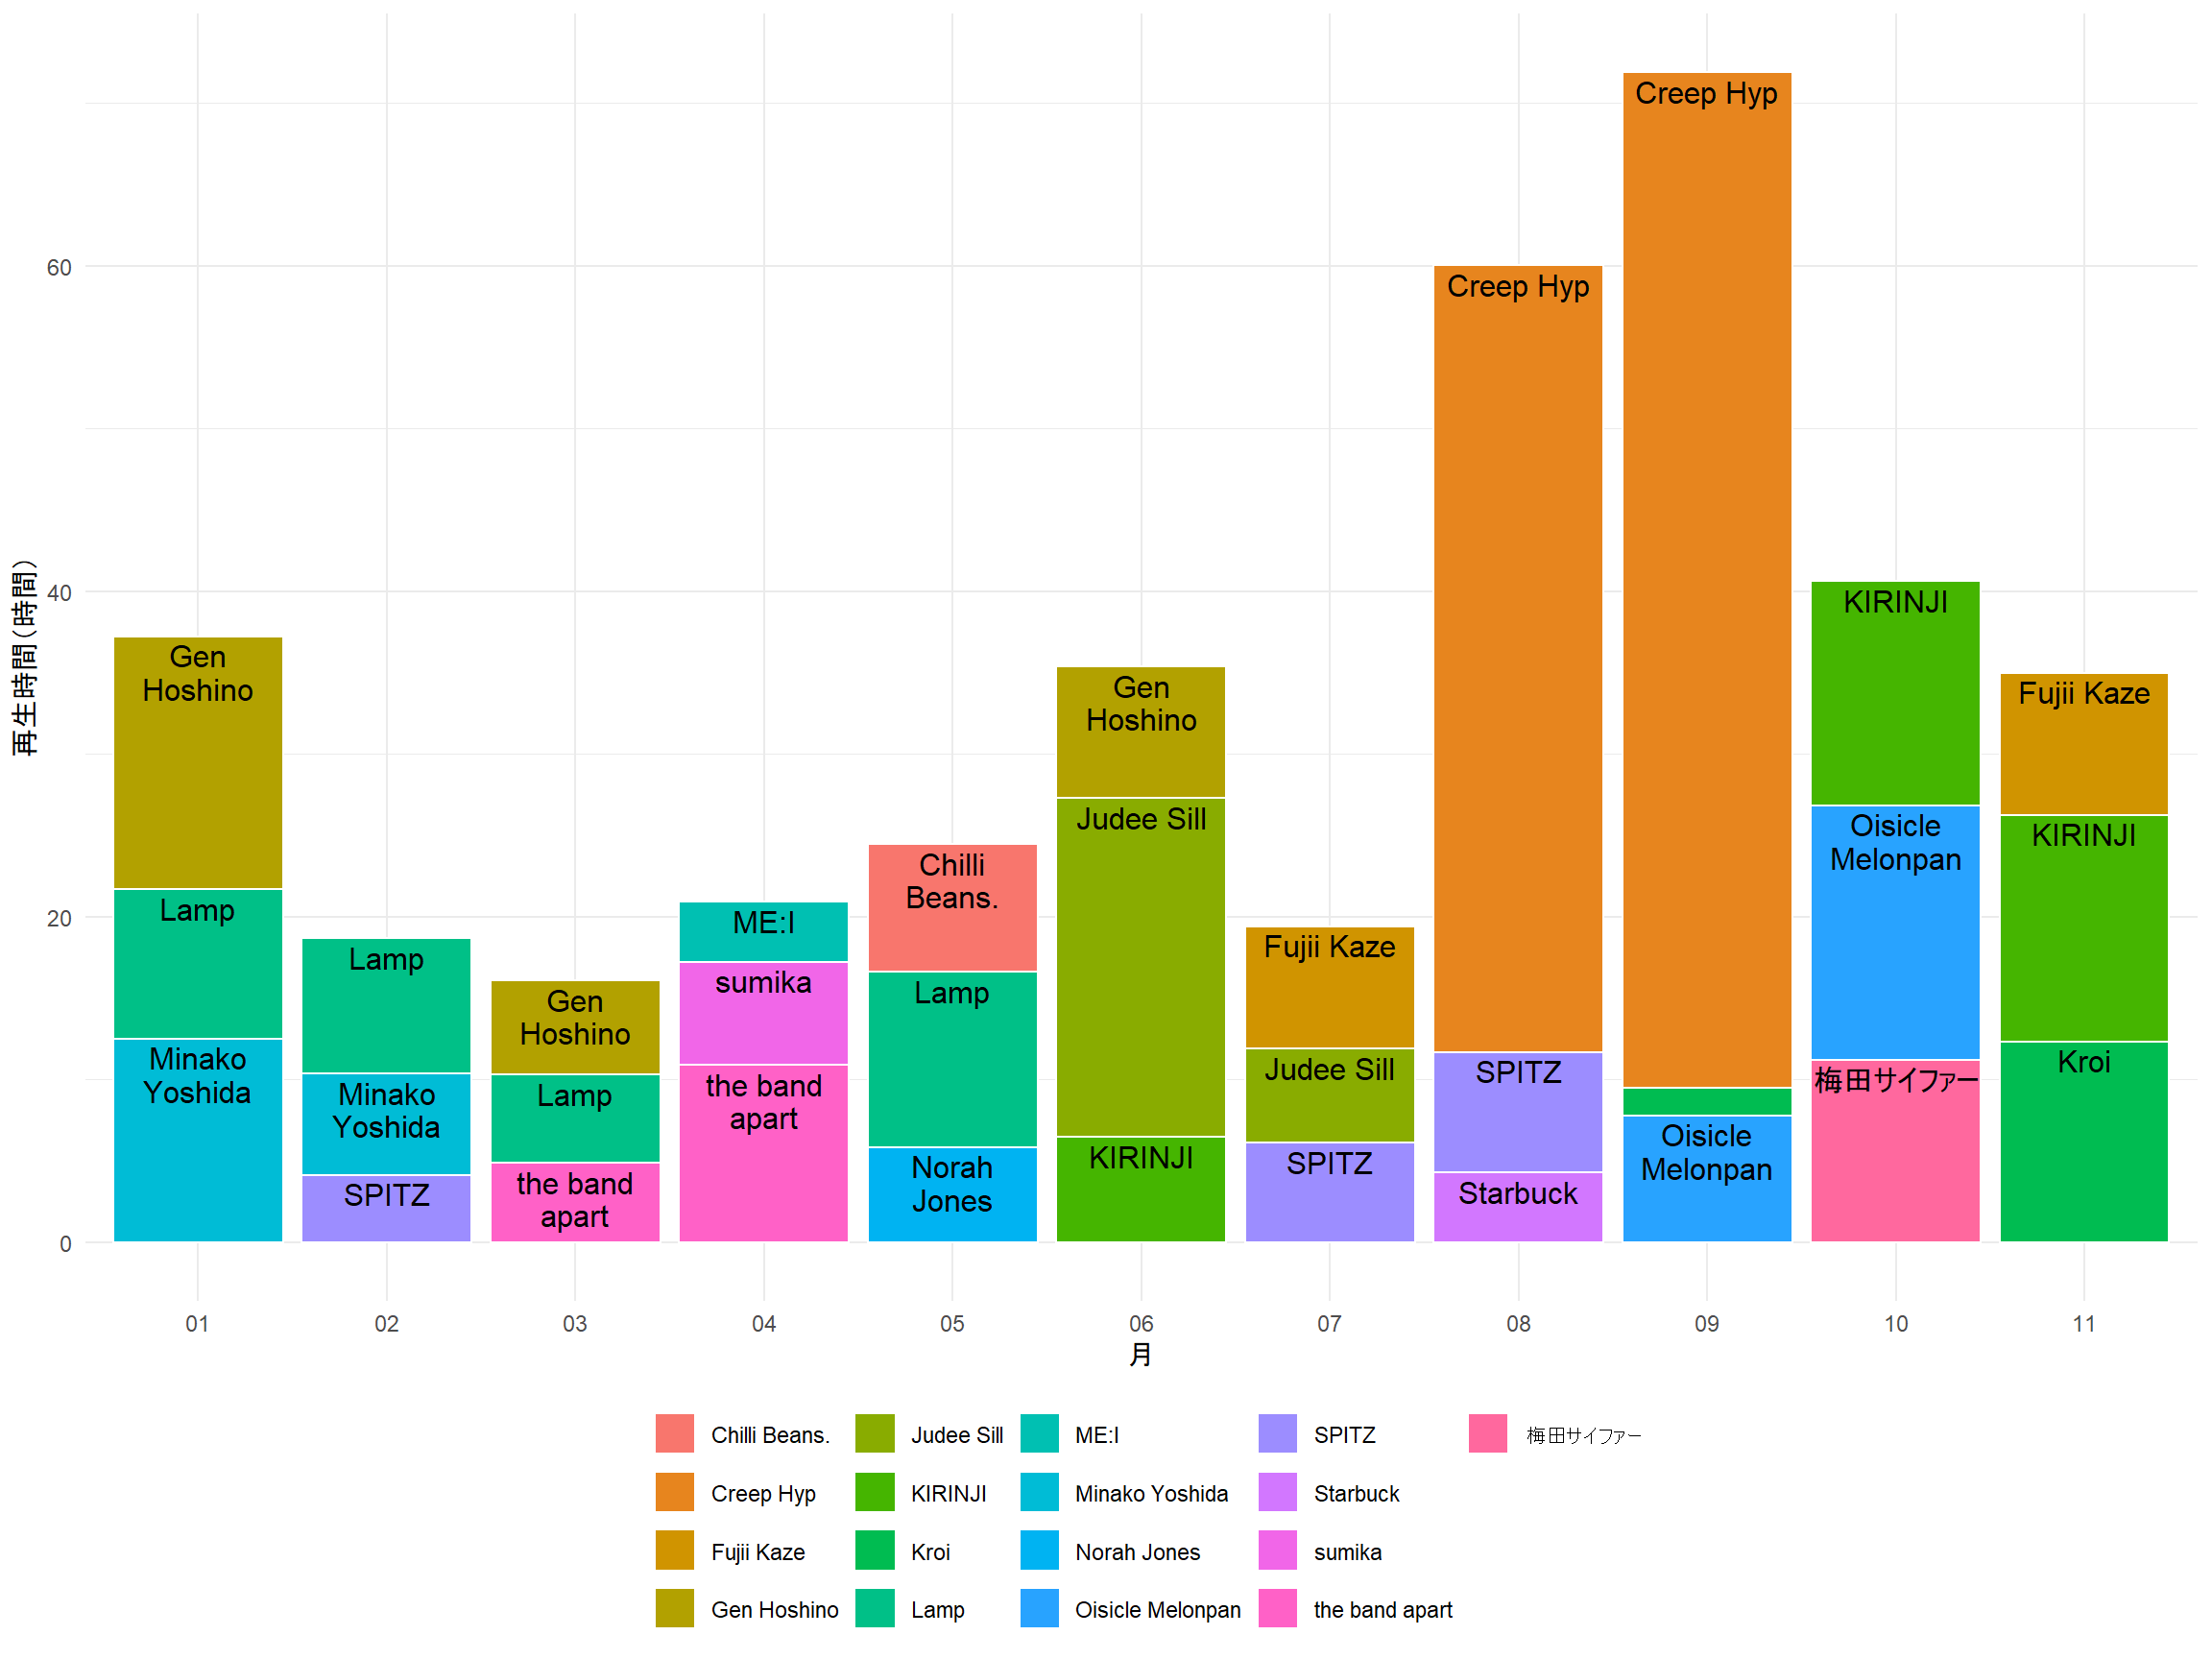 再生時間（時間）
60
40
20
0
Gen
Hoshino
Lamp
Minako
Yoshida
Lamp
Minako
Yoshida
SPITZ
Gen
Hoshino
Lamp
the band
apart
ME:I
sumika
the band
apart
Chilli
Beans.
Lamp
Norah
Jones
Gen
Hoshino
Judee Sill
KIRINJI
Fujii Kaze
Judee Sill
SPITZ
Creep Hyp
SPITZ
Starbuck
Creep Hyp
Oisicle
Melonpan
KIRINJI
Oisicle
Melonpan
梅田サイファー
Fujii Kaze
KIRINJI
Kroi
01 02 03 04 05 06 07 08 09 10 11
月
Chilli Beans. Judee Sill ME:I SPITZ 梅田サイファー
Creep Hyp KIRINJI Minako Yoshida Starbuck
Fujii Kaze Kroi Norah Jones sumika
Gen Hoshino Lamp Oisicle Melonpan the band apart